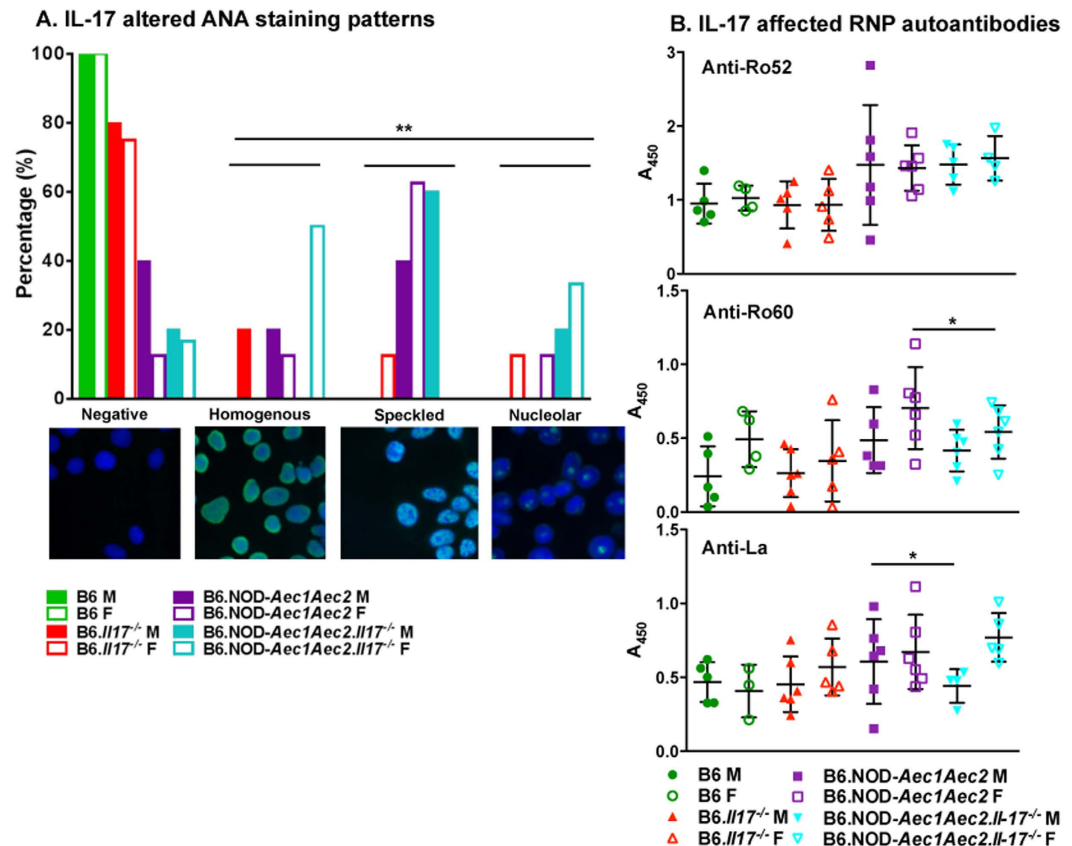 A. IL-17 altered ANA staining patterns
Percentage (%)
100
80
60
40
20
0
**
Negative
Homogenous
Speckled
Nucleolar
B6 M
B6 F
B6.Il17-/- M
B6.Il17-/- F
B6.NOD-Aec1Aec2 M
B6.NOD-Aec1Aec2 F
B6.NOD-Aec1Aec2.Il17-/- M
B6.NOD-Aec1Aec2.Il17-/- F
B. IL-17 affected RNP autoantibodies
Anti-Ro52
A450
3
2
1
0
Anti-Ro60
A450
1.5
1.0
0.5
0.0
*
Anti-La
A450
1.5
1.0
0.5
0.0
*
B6 M
B6 F
B6.Il17-/- M
B6.Il17-/- F
B6.NOD-Aec1Aec2 M
B6.NOD-Aec1Aec2 F
B6.NOD-Aec1Aec2.Il-17-/- M
B6.NOD-Aec1Aec2.Il-17-/- F